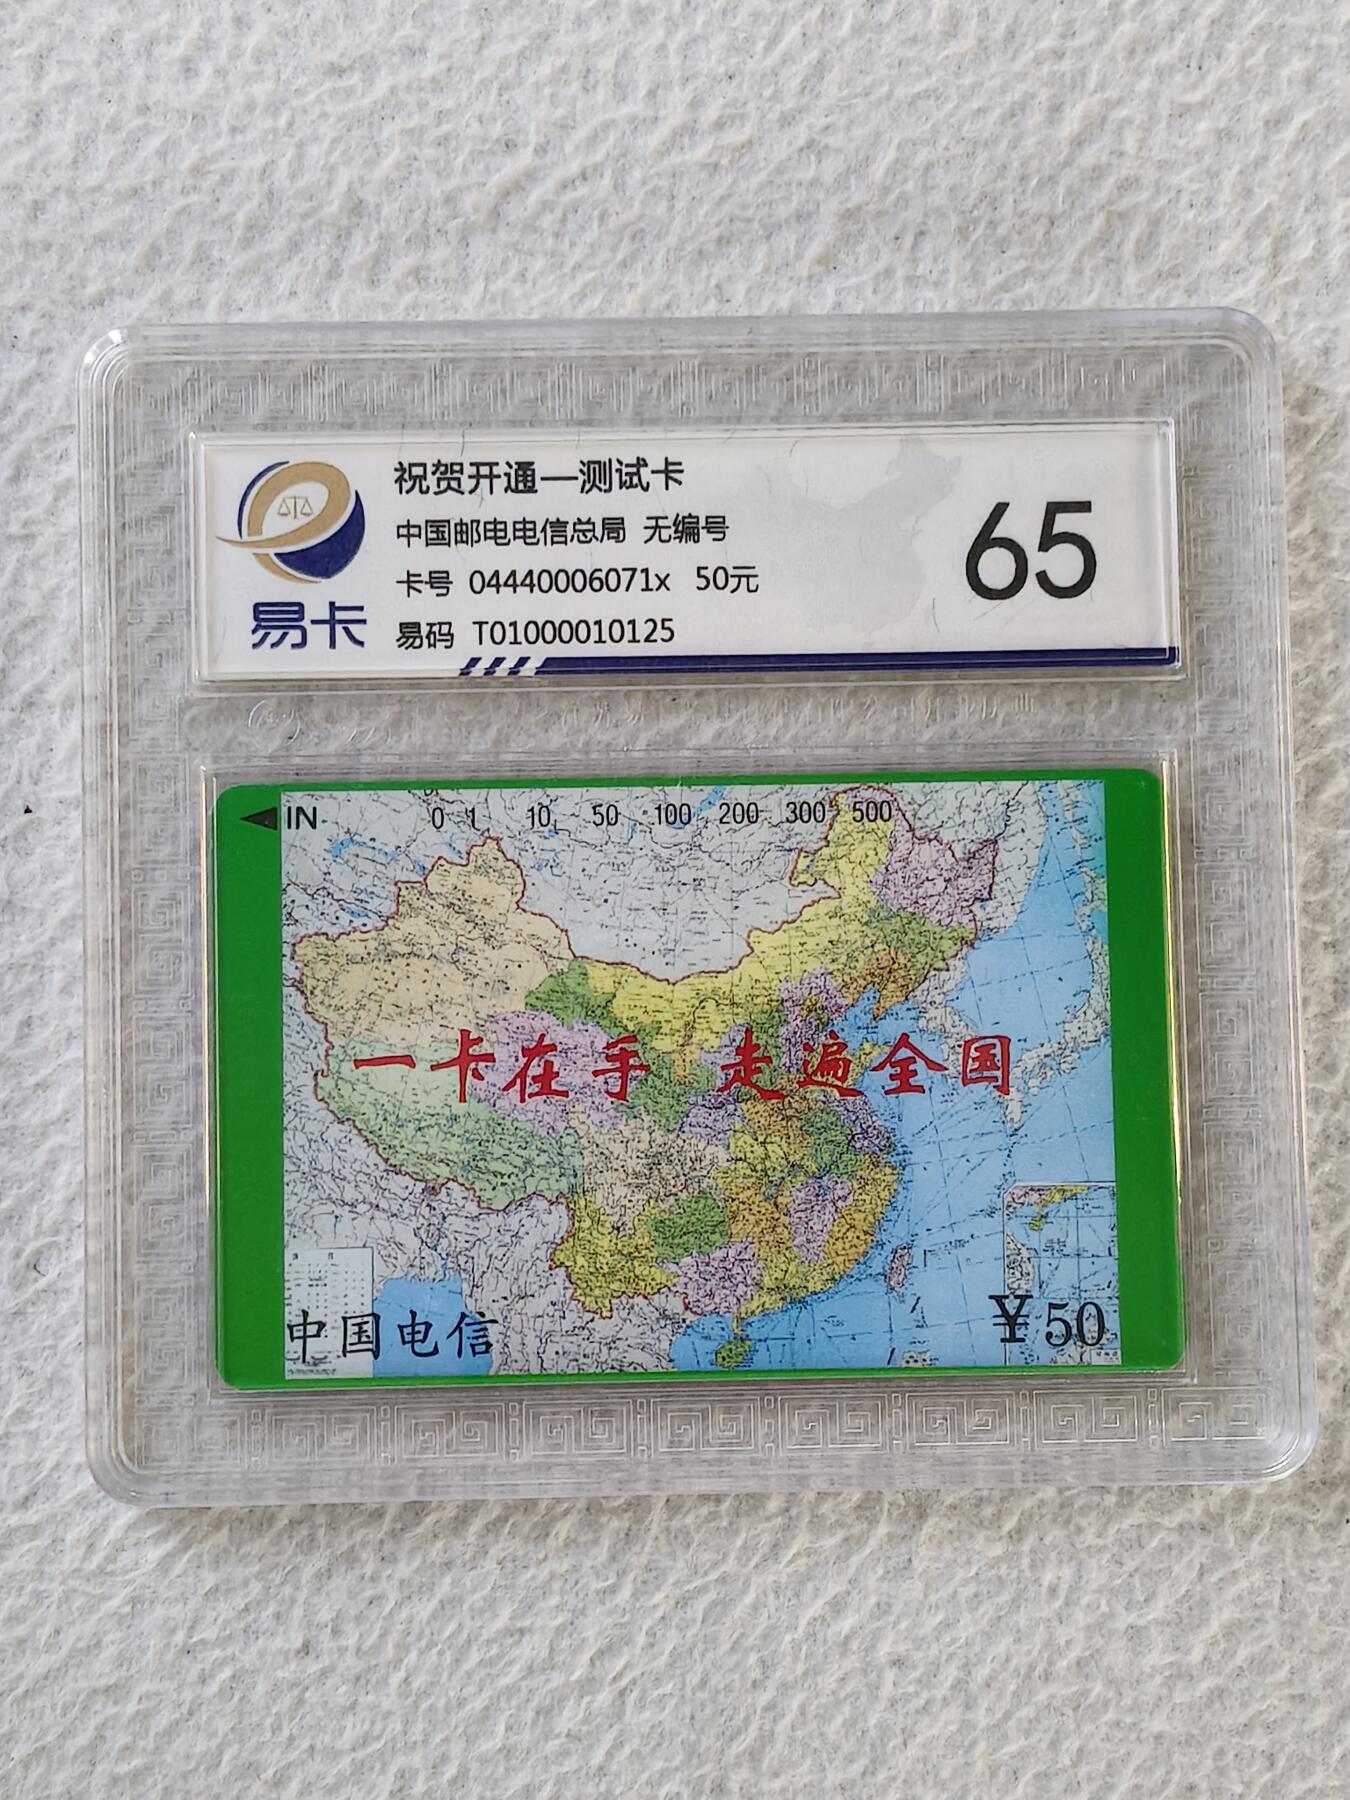 祝贺开通—测试卡
中国邮电电信总局 无编号
卡号 04440006071x 50元
易码 T01000010125
易卡
65
IN 0 1 10 50 100 200 300 500
一卡在手 走遍全国
中国电信
¥50